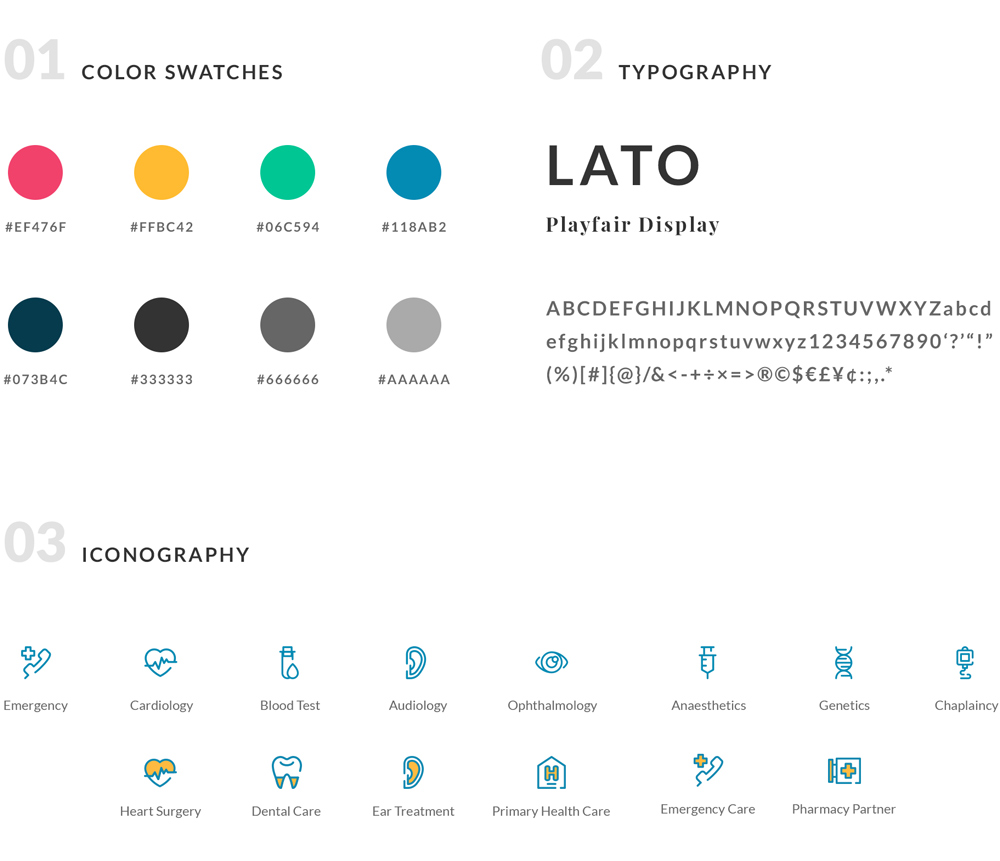 01 COLOR SWATCHES
#EF476F #FFBC42 #06C594 #118AB2
#073B4C #333333 #666666 #AAAAAA
02 TYPOGRAPHY
LATO
Playfair Display
ABCDEFGHIJKLMNOPQRSTUVWXYZabcd
efghijklmnopqrstuvwxyz1234567890‘?’“!”
(%)[#]{@}/&<-+÷×=>®©$€£¥¢:;,.*
03 ICONOGRAPHY
Emergency Cardiology Blood Test Audiology Ophthalmology Anaesthetics Genetics Chaplaincy
Heart Surgery Dental Care Ear Treatment Primary Health Care Emergency Care Pharmacy Partner
H